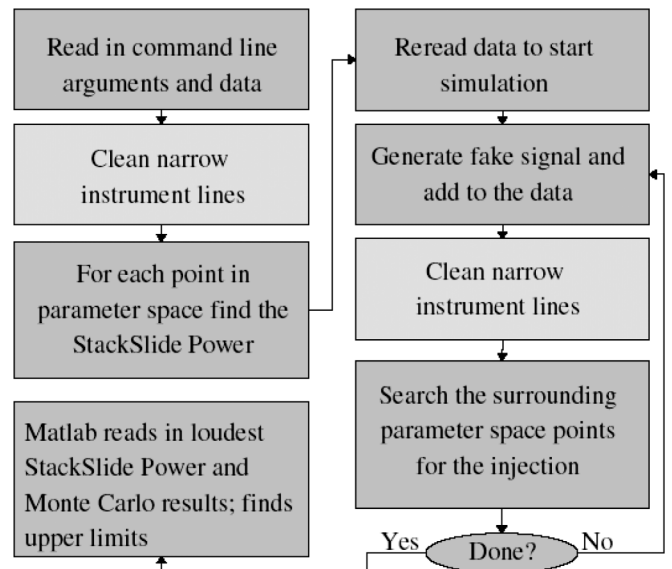 Read in command line
arguments and data
Clean narrow
instrument lines
For each point in
parameter space find the
StackSlide Power
Reread data to start
simulation
Generate fake signal and
add to the data
Clean narrow
instrument lines
Search the surrounding
parameter space points
for the injection
Yes
Done?
No
Matlab reads in loudest
StackSlide Power and
Monte Carlo results; finds
upper limits